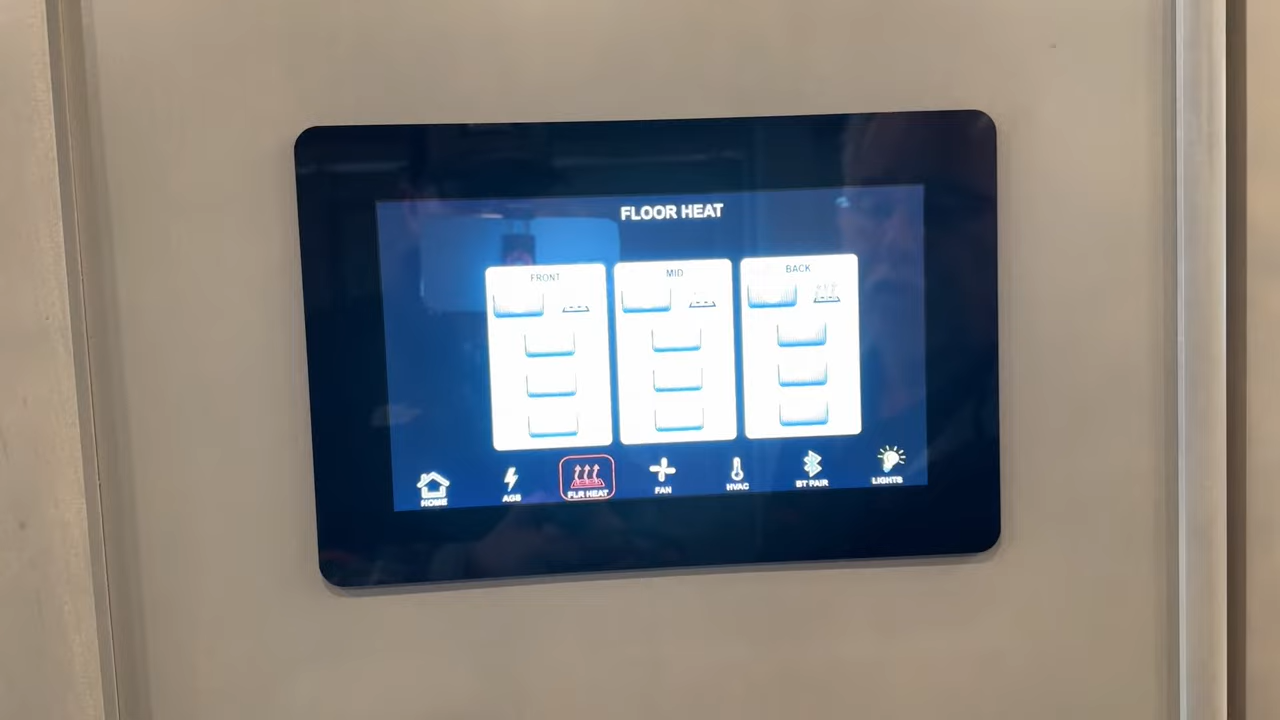 FLOOR HEAT
FRONT
MID
BACK
HOME
AGS
FLR HEAT
FAN
HVAC
BT PAIR
LIGHTS